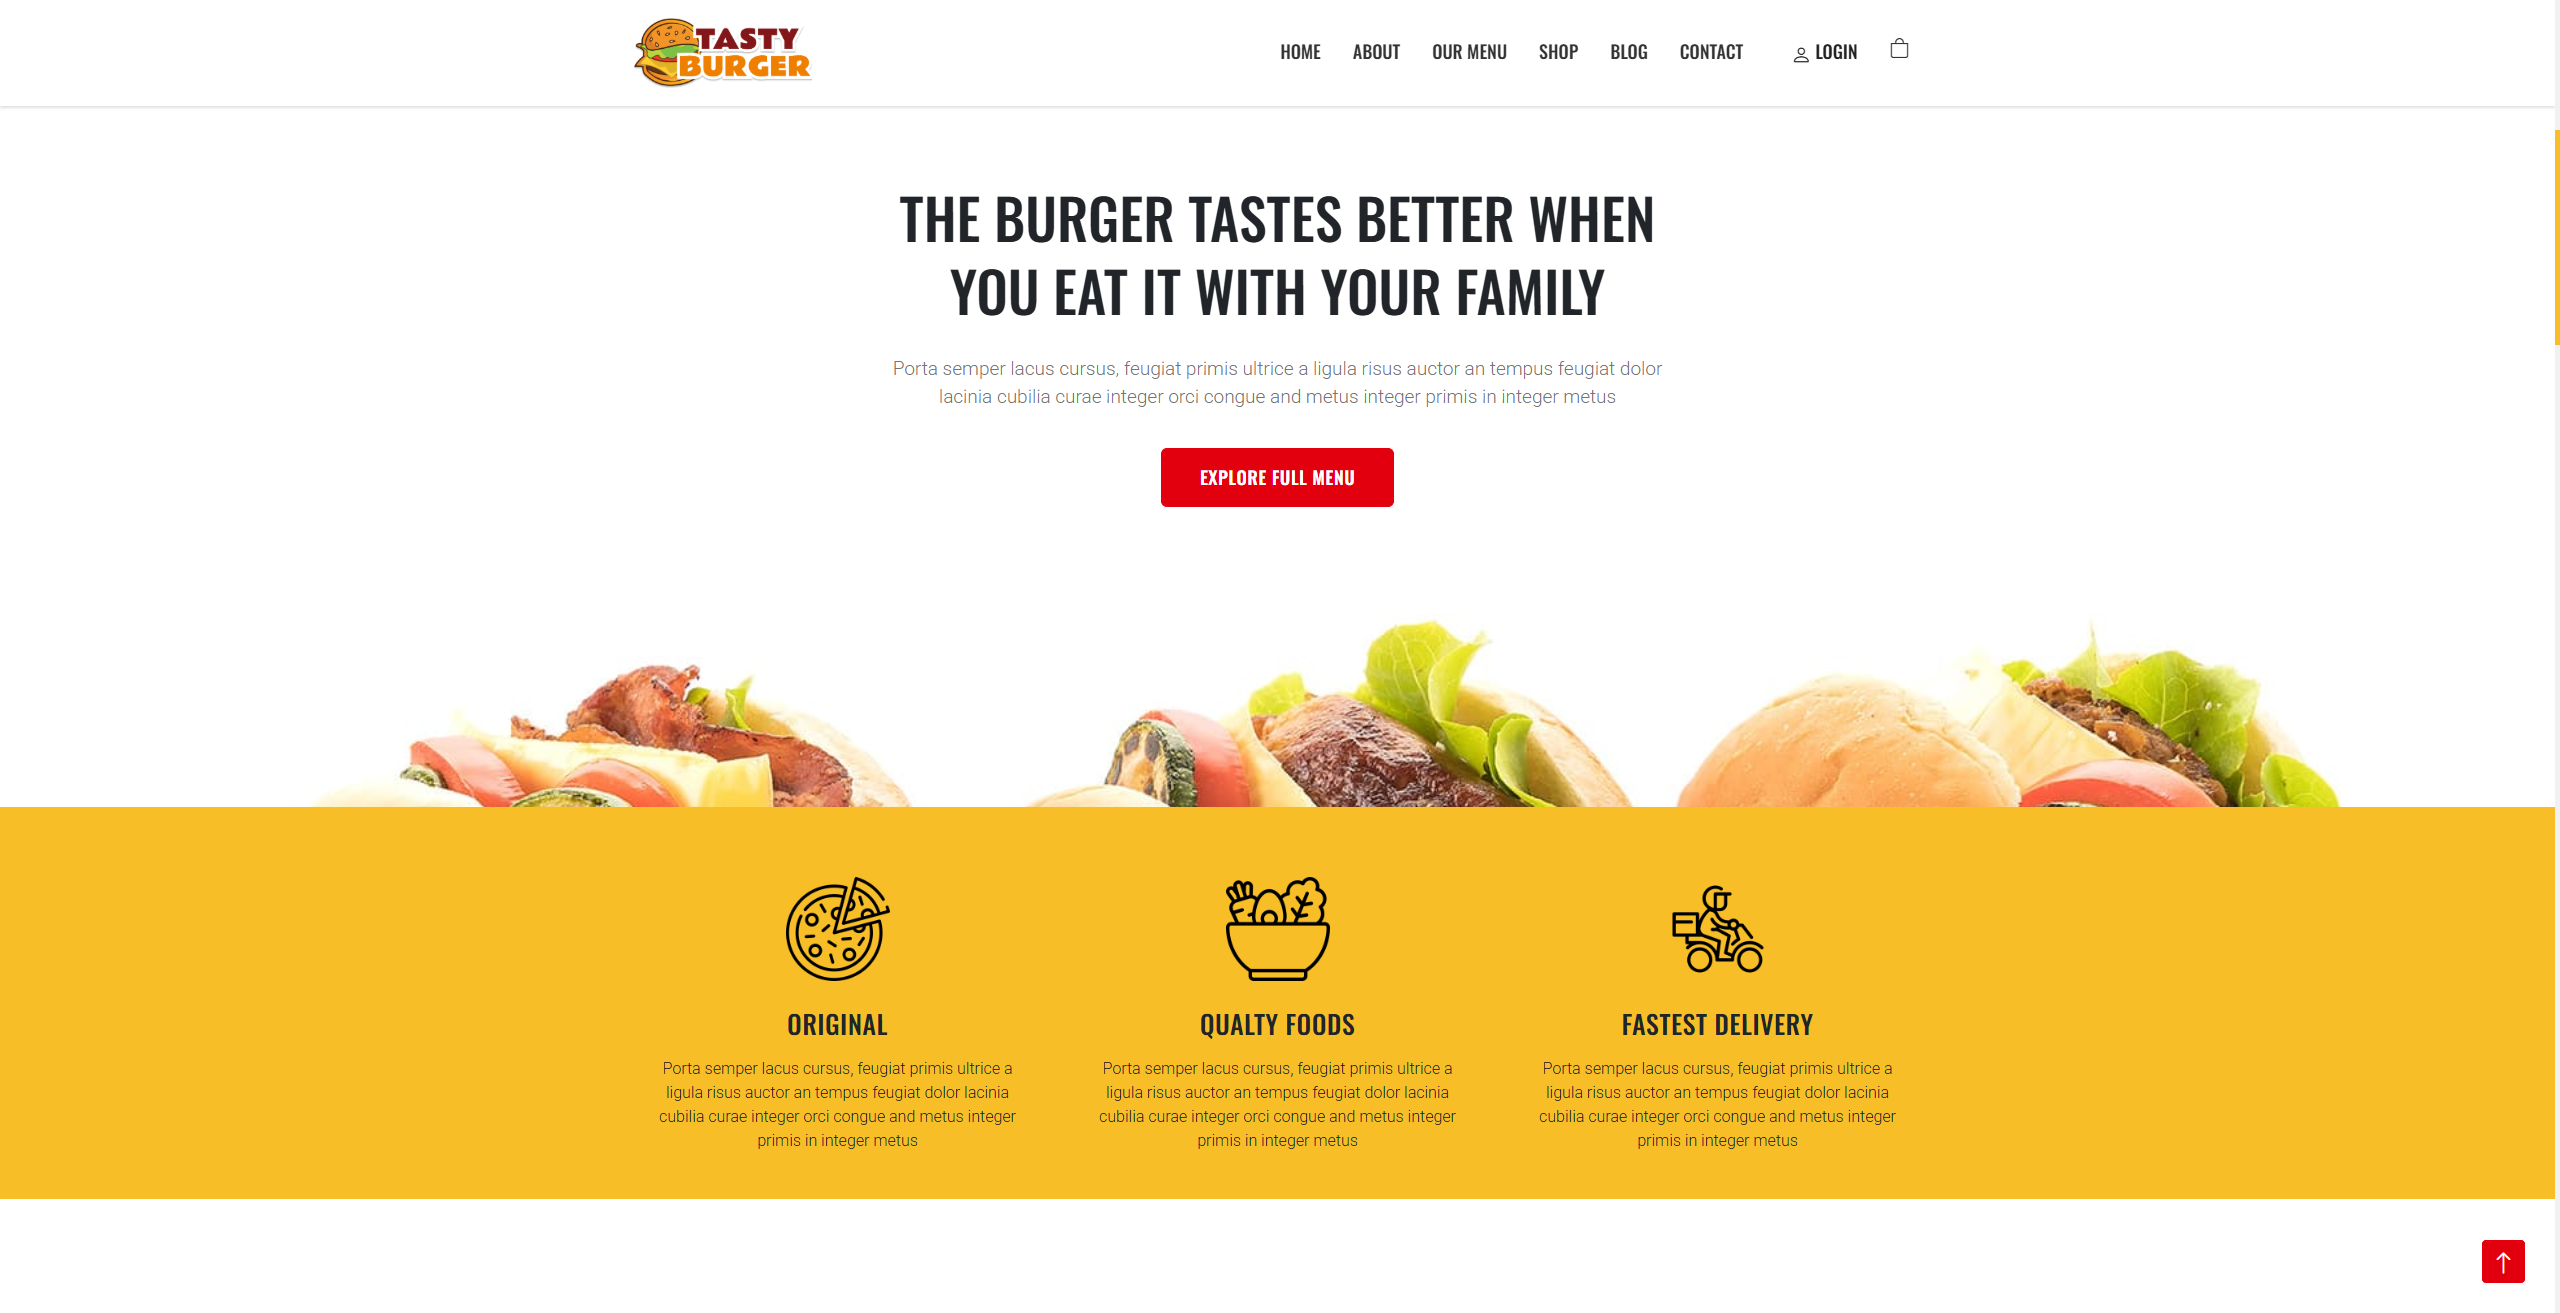 TASTY
BURGER
HOME ABOUT OUR MENU SHOP BLOG CONTACT LOGIN
THE BURGER TASTES BETTER WHEN
YOU EAT IT WITH YOUR FAMILY
Porta semper lacus cursus, feugiat primis ultrice a ligula risus auctor an tempus feugiat dolor
lacinia cubilia curae integer orci congue and metus integer primis in integer metus
EXPLORE FULL MENU
ORIGINAL
Porta semper lacus cursus, feugiat primis ultrice a
ligula risus auctor an tempus feugiat dolor lacinia
cubilia curae integer orci congue and metus integer
primis in integer metus
QUALTY FOODS
Porta semper lacus cursus, feugiat primis ultrice a
ligula risus auctor an tempus feugiat dolor lacinia
cubilia curae integer orci congue and metus integer
primis in integer metus
FASTEST DELIVERY
Porta semper lacus cursus, feugiat primis ultrice a
ligula risus auctor an tempus feugiat dolor lacinia
cubilia curae integer orci congue and metus integer
primis in integer metus